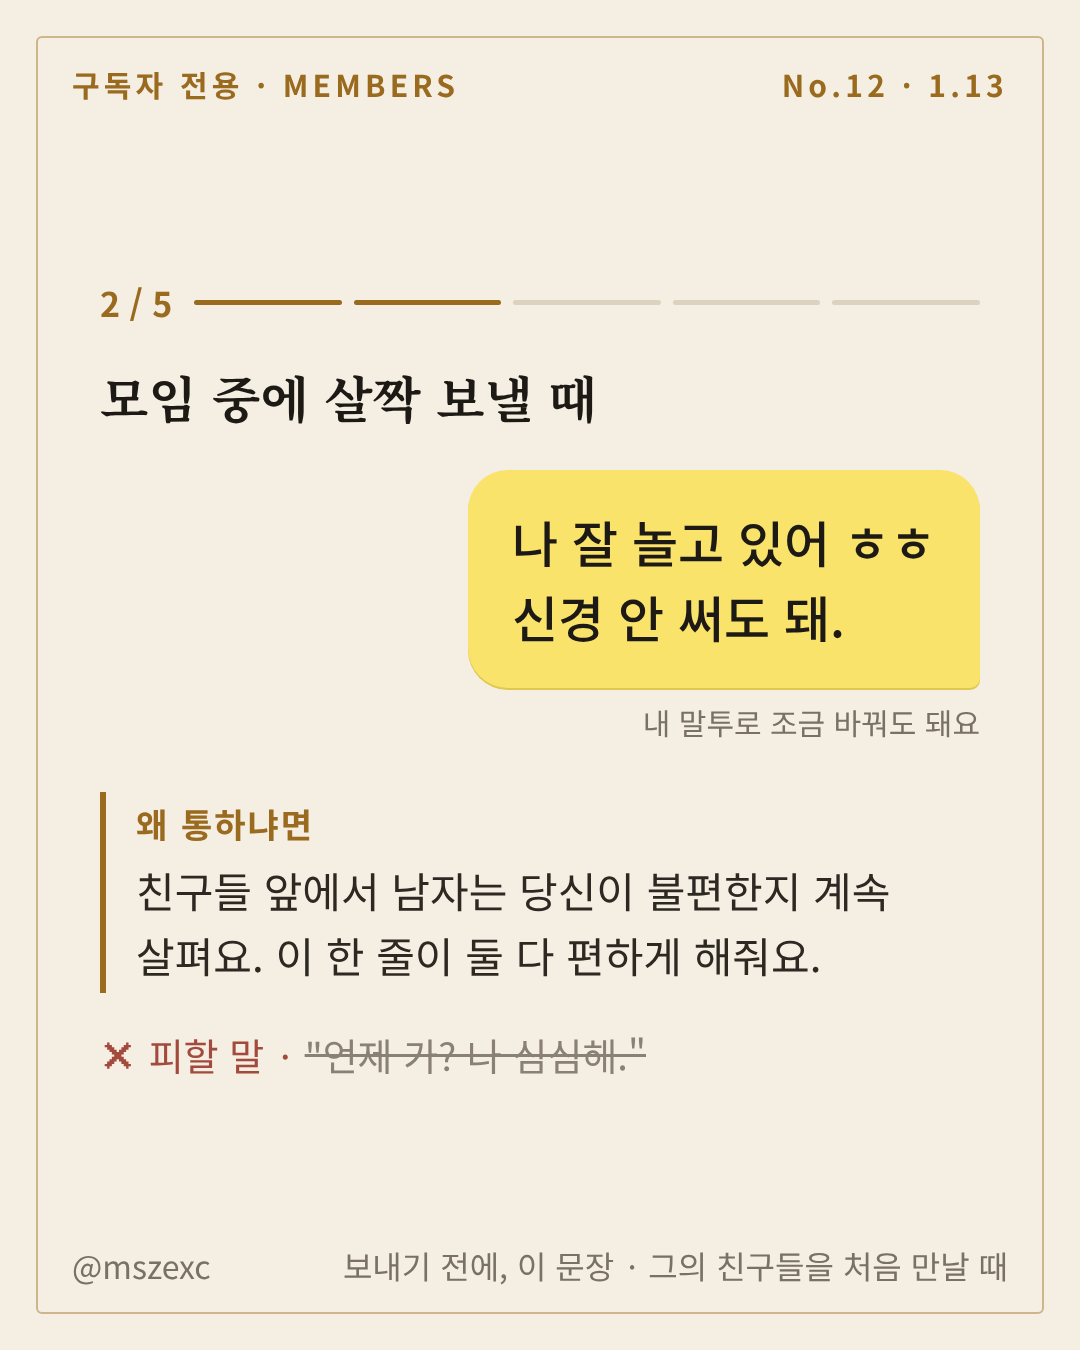 구독자 전용 · MEMBERS
No.12 · 1.13
2 / 5
모임 중에 살짝 보낼 때
나 잘 놀고 있어 ㅎㅎ
신경 안 써도 돼.
내 말투로 조금 바꿔도 돼요
왜 통하냐면
친구들 앞에서 남자는 당신이 불편한지 계속
살펴요. 이 한 줄이 둘 다 편하게 해줘요.
✕ 피할 말 · "언제 가? 나 심심해."
@mszexc
보내기 전에, 이 문장 · 그의 친구들을 처음 만날 때